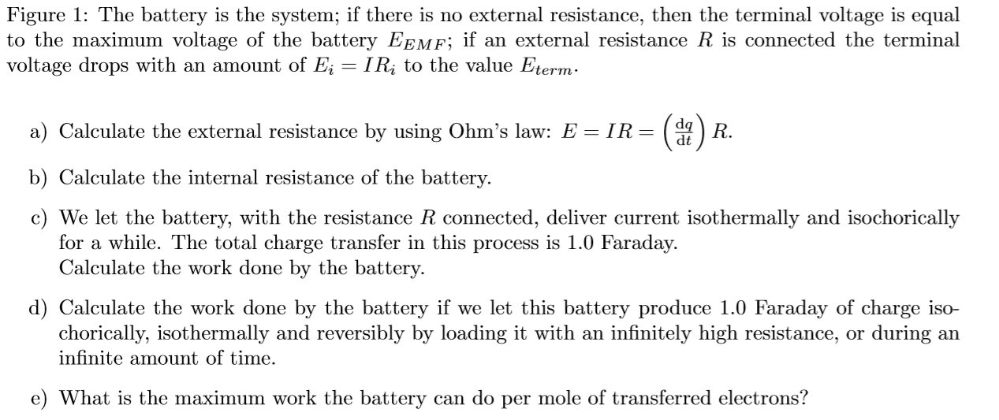 Figure 1: The battery is the system; if there is no external resistance, then the terminal voltage is equal
to the maximum voltage of the battery E_{EMF}; if an external resistance R is connected the terminal
voltage drops with an amount of E_i = IR_i to the value E_{term}.
a) Calculate the external resistance by using Ohm's law: E = IR = (dq/dt) R.
b) Calculate the internal resistance of the battery.
c) We let the battery, with the resistance R connected, deliver current isothermally and isochorically
for a while. The total charge transfer in this process is 1.0 Faraday.
Calculate the work done by the battery.
d) Calculate the work done by the battery if we let this battery produce 1.0 Faraday of charge iso-
chorically, isothermally and reversibly by loading it with an infinitely high resistance, or during an
infinite amount of time.
e) What is the maximum work the battery can do per mole of transferred electrons?